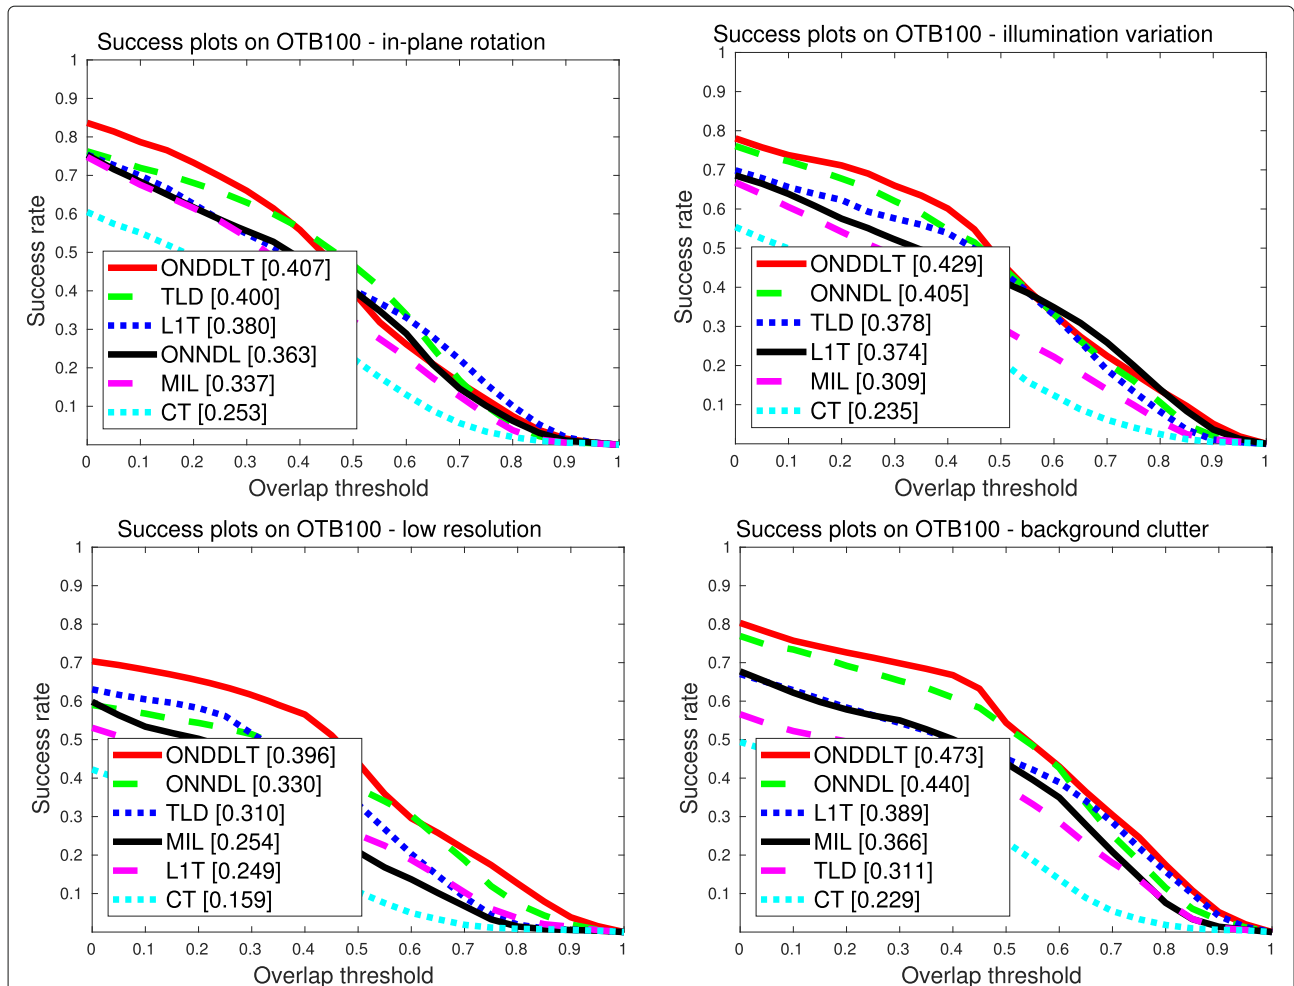 Success plots on OTB100 - in-plane rotation
1
0.9
0.8
0.7
0.6
0.5
0.4
0.3
0.2
0.1
Success rate
ONDDLT [0.407]
TLD [0.400]
L1T [0.380]
ONNDL [0.363]
MIL [0.337]
CT [0.253]
0 0.1 0.2 0.3 0.4 0.5 0.6 0.7 0.8 0.9 1
Overlap threshold
Success plots on OTB100 - illumination variation
1
0.9
0.8
0.7
0.6
0.5
0.4
0.3
0.2
0.1
Success rate
ONDDLT [0.429]
ONNDL [0.405]
TLD [0.378]
L1T [0.374]
MIL [0.309]
CT [0.235]
0 0.1 0.2 0.3 0.4 0.5 0.6 0.7 0.8 0.9 1
Overlap threshold
Success plots on OTB100 - low resolution
1
0.9
0.8
0.7
0.6
0.5
0.4
0.3
0.2
0.1
Success rate
ONDDLT [0.396]
ONNDL [0.330]
TLD [0.310]
MIL [0.254]
L1T [0.249]
CT [0.159]
0 0.1 0.2 0.3 0.4 0.5 0.6 0.7 0.8 0.9 1
Overlap threshold
Success plots on OTB100 - background clutter
1
0.9
0.8
0.7
0.6
0.5
0.4
0.3
0.2
0.1
Success rate
ONDDLT [0.473]
ONNDL [0.440]
L1T [0.389]
MIL [0.366]
TLD [0.311]
CT [0.229]
0 0.1 0.2 0.3 0.4 0.5 0.6 0.7 0.8 0.9 1
Overlap threshold